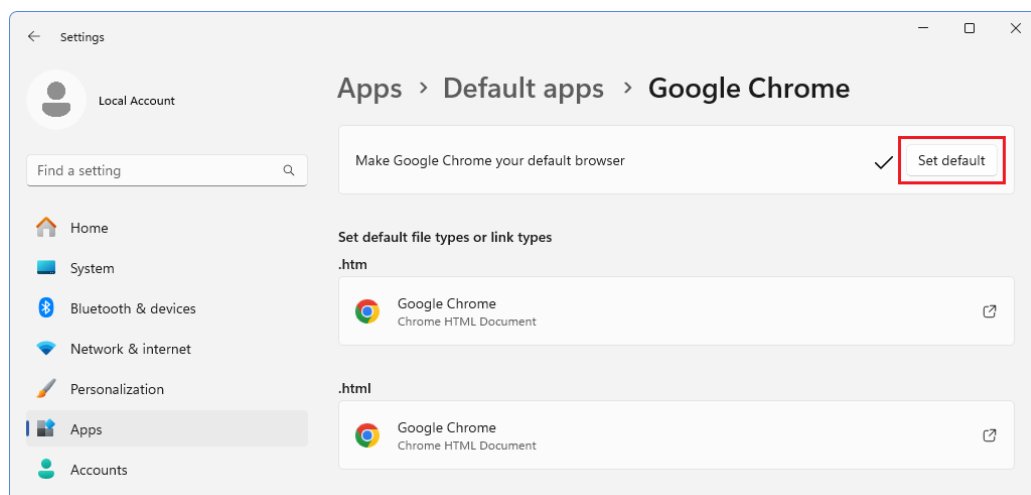 Settings
Local Account
Find a setting
Home
System
Bluetooth & devices
Network & internet
Personalization
Apps
Accounts
Apps > Default apps > Google Chrome
Make Google Chrome your default browser
Set default
Set default file types or link types
.htm
Google Chrome
Chrome HTML Document
.html
Google Chrome
Chrome HTML Document